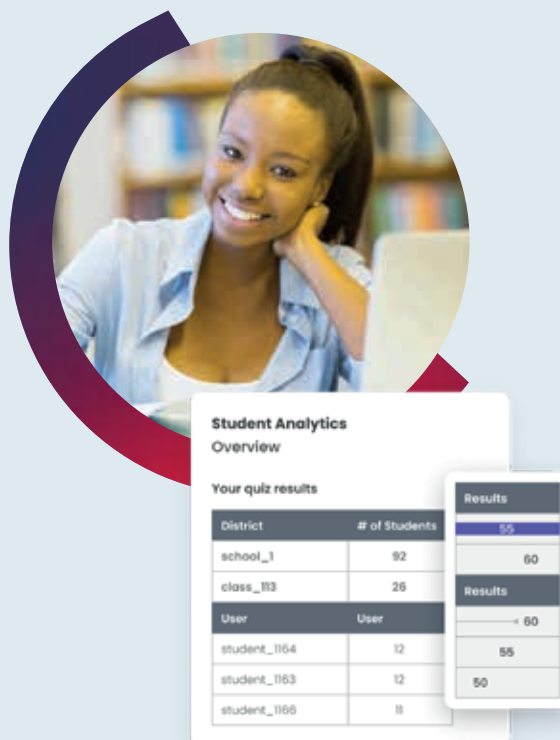 Student Analytics
Overview
Your quiz results
District # of Students
school_1 92
class_113 26
User User
student_1164 12
student_1163 12
student_1166 11
Results
55
60
Results
60
55
50